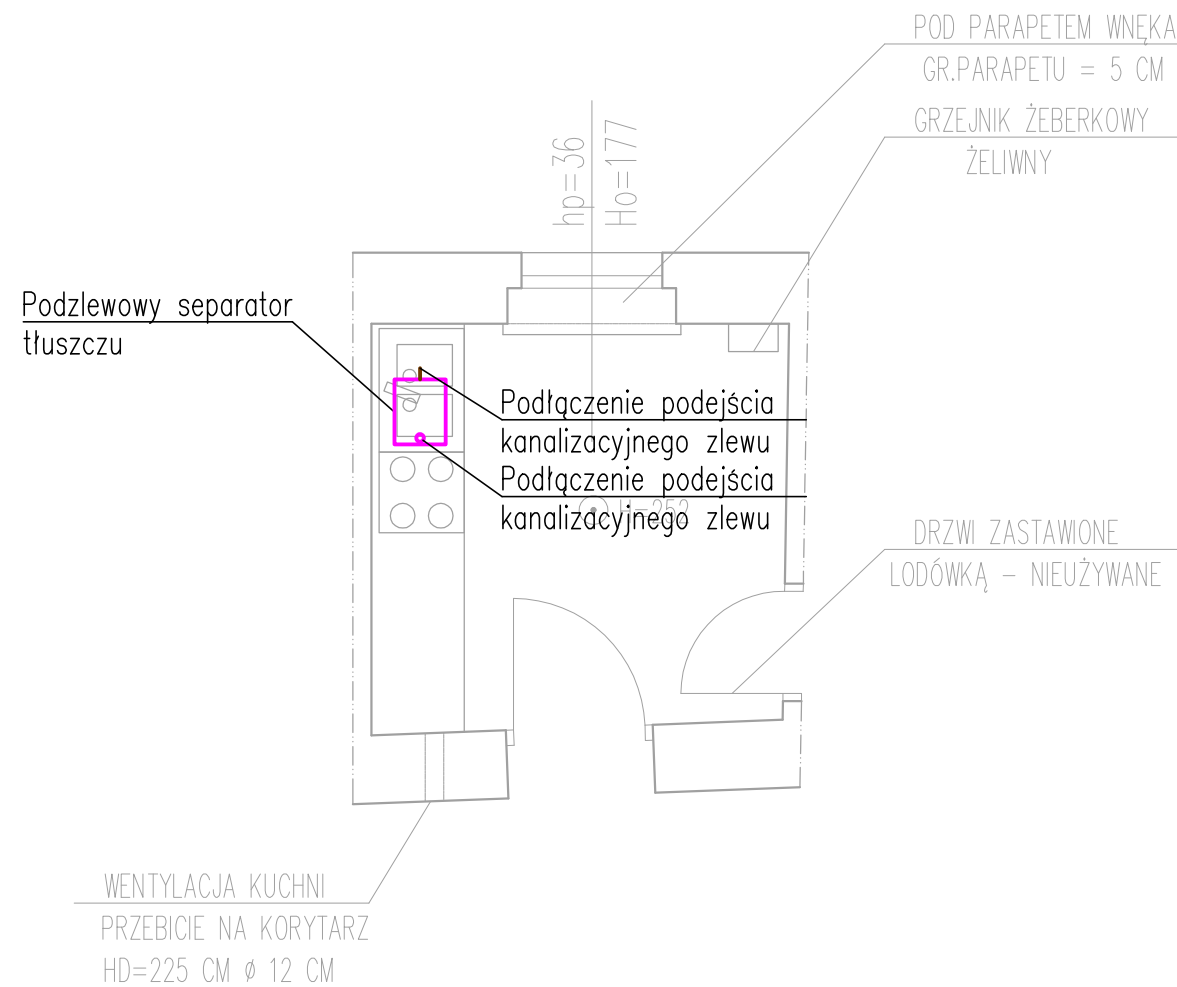 POD PARAPETEM WNĘKA
GR.PARAPETU = 5 CM
GRZEJNIK ŻEBERKOWY
ŻELIWNY
hp=36
Ho=177
Podzlewowy separator
tłuszczu
Podłączenie podejścia
kanalizacyjnego zlewu
Podłączenie podejścia
kanalizacyjnego zlewu
H=252
DRZWI ZASTAWIONE
LODÓWKĄ – NIEUŻYWANE
WENTYLACJA KUCHNI
PRZEBICIE NA KORYTARZ
HD=225 CM ø 12 CM